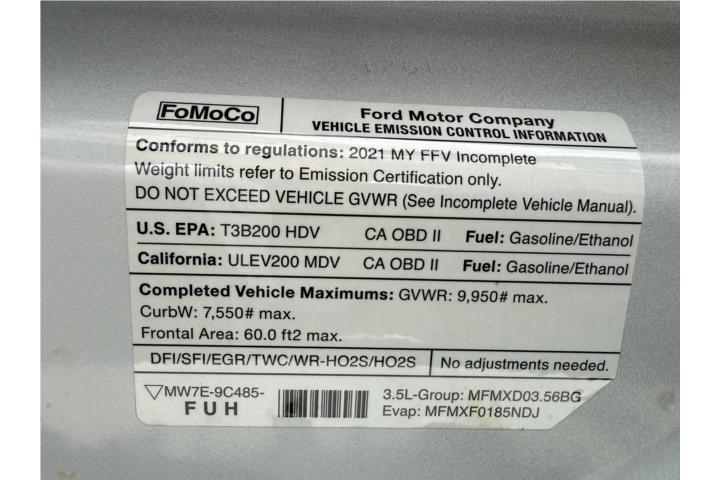 FoMoCo
Ford Motor Company
VEHICLE EMISSION CONTROL INFORMATION
Conforms to regulations: 2021 MY FFV Incomplete
Weight limits refer to Emission Certification only.
DO NOT EXCEED VEHICLE GVWR (See Incomplete Vehicle Manual).
U.S. EPA: T3B200 HDV CA OBD II Fuel: Gasoline/Ethanol
California: ULEV200 MDV CA OBD II Fuel: Gasoline/Ethanol
Completed Vehicle Maximums: GVWR: 9,950# max.
CurbW: 7,550# max.
Frontal Area: 60.0 ft2 max.
DFI/SFI/EGR/TWC/WR-HO2S/HO2S No adjustments needed.
MW7E-9C485- 3.5L-Group: MFMXD03.56BG
FUH Evap: MFMXF0185NDJ